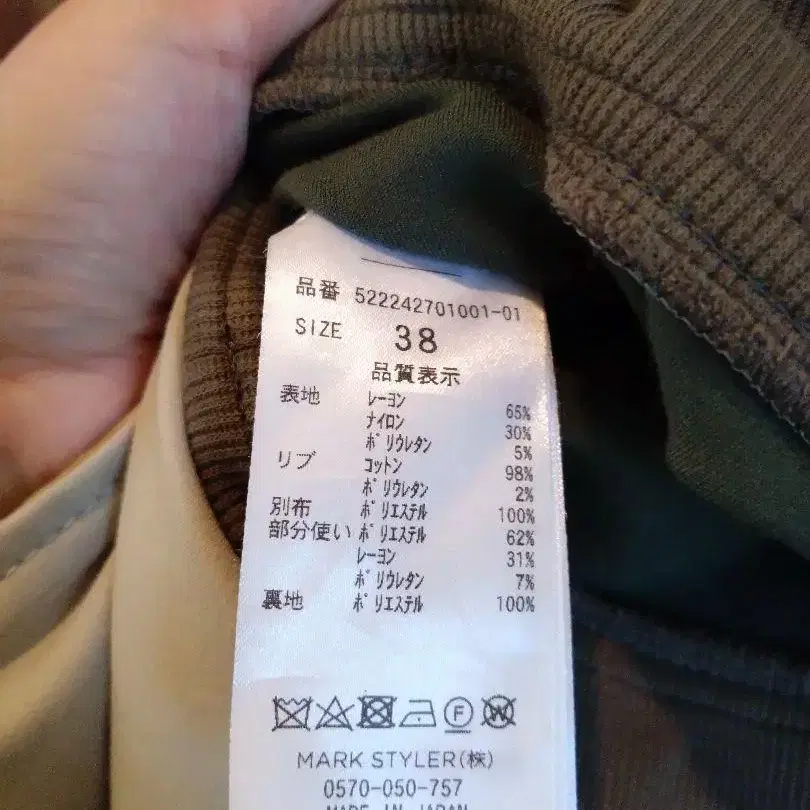 品番 522242701001-01
SIZE 38
品質表示
表地 レーヨン 65%
ナイロン 30%
ポリウレタン 5%
リブ コットン 98%
ポリウレタン 2%
別布 ポリエステル 100%
部分使い ポリエステル 62%
レーヨン 31%
ポリウレタン 7%
裏地 ポリエステル 100%
F W
MARK STYLER(株)
0570-050-757
MADE IN JAPAN